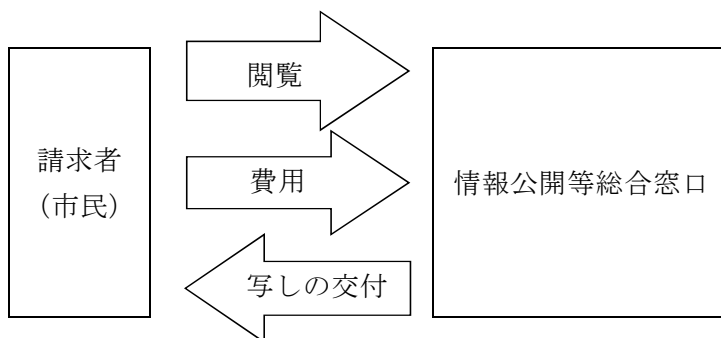 請求者
(市民)
閲覧
費用
写しの交付
情報公開等総合窓口